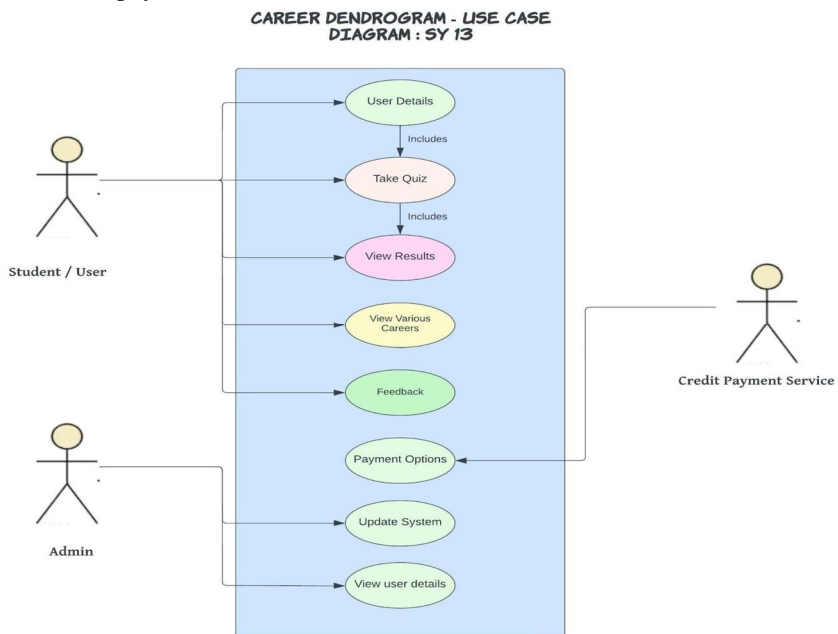 CAREER DENDROGRAM - USE CASE
DIAGRAM : SY 13
User Details
Includes
Take Quiz
Includes
View Results
Student / User
View Various
Careers
Credit Payment Service
Feedback
Payment Options
Update System
Admin
View user details